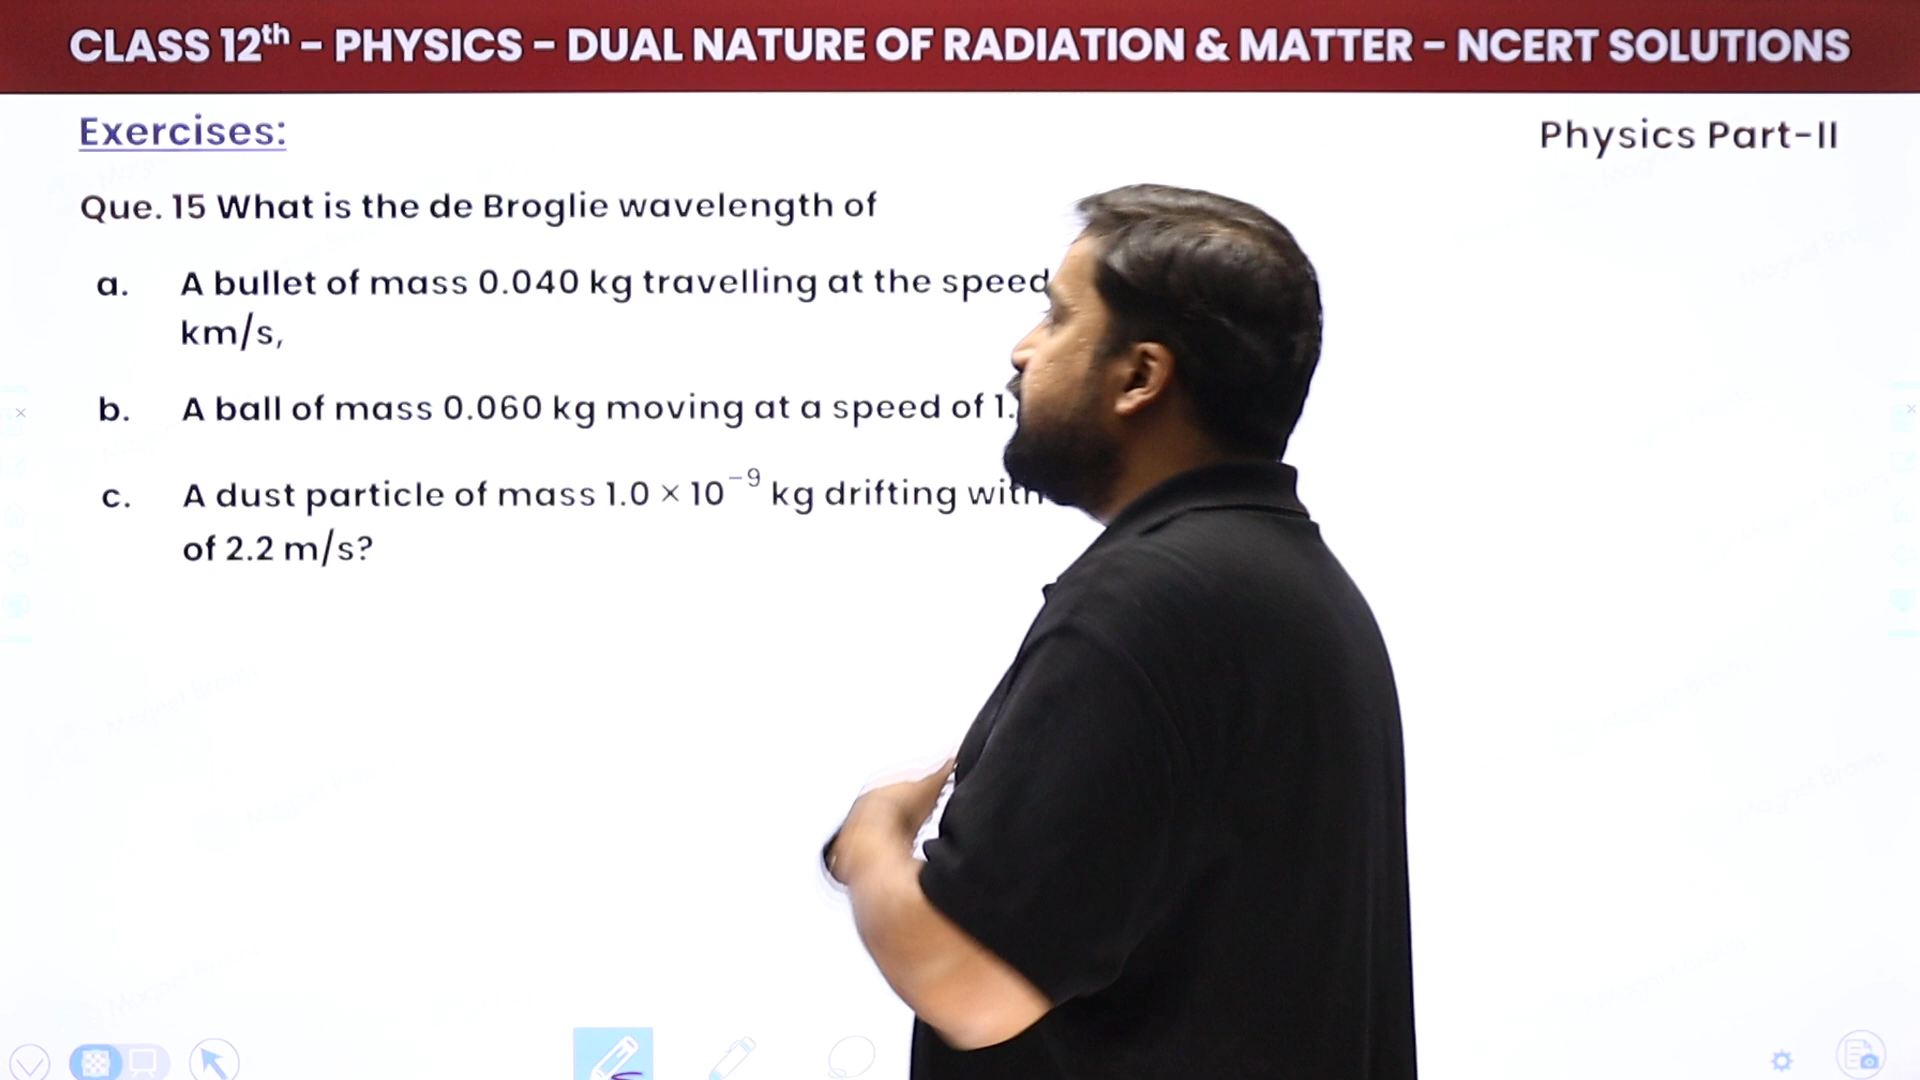 CLASS 12th – PHYSICS – DUAL NATURE OF RADIATION & MATTER – NCERT SOLUTIONS
Exercises:
Physics Part-II
Que. 15 What is the de Broglie wavelength of
a. A bullet of mass 0.040 kg travelling at the speed
km/s,
b. A ball of mass 0.060 kg moving at a speed of 1.
c. A dust particle of mass 1.0 × 10⁻⁹ kg drifting with
of 2.2 m/s?